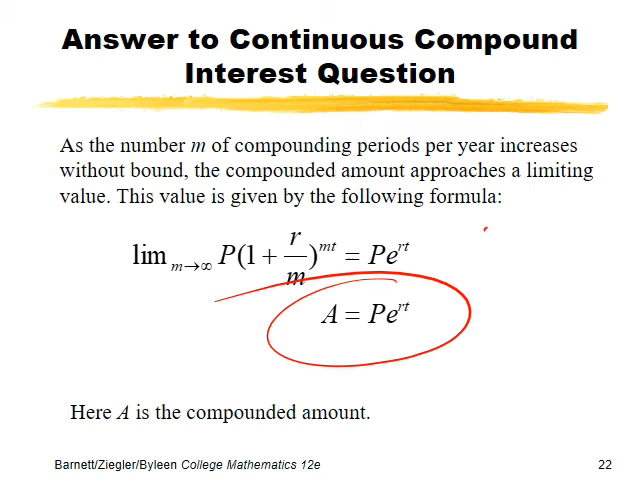 Answer to Continuous Compound
Interest Question
As the number m of compounding periods per year increases
without bound, the compounded amount approaches a limiting
value. This value is given by the following formula:
lim m→∞ P(1 + r/m)^mt = Pe^rt
A = Pe^rt
Here A is the compounded amount.
Barnett/Ziegler/Byleen College Mathematics 12e
22